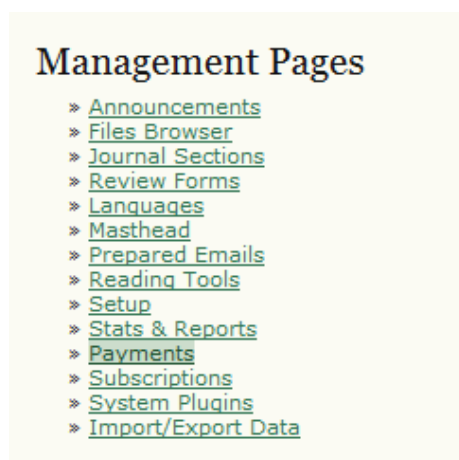 Management Pages
» Announcements
» Files Browser
» Journal Sections
» Review Forms
» Languages
» Masthead
» Prepared Emails
» Reading Tools
» Setup
» Stats & Reports
» Payments
» Subscriptions
» System Plugins
» Import/Export Data